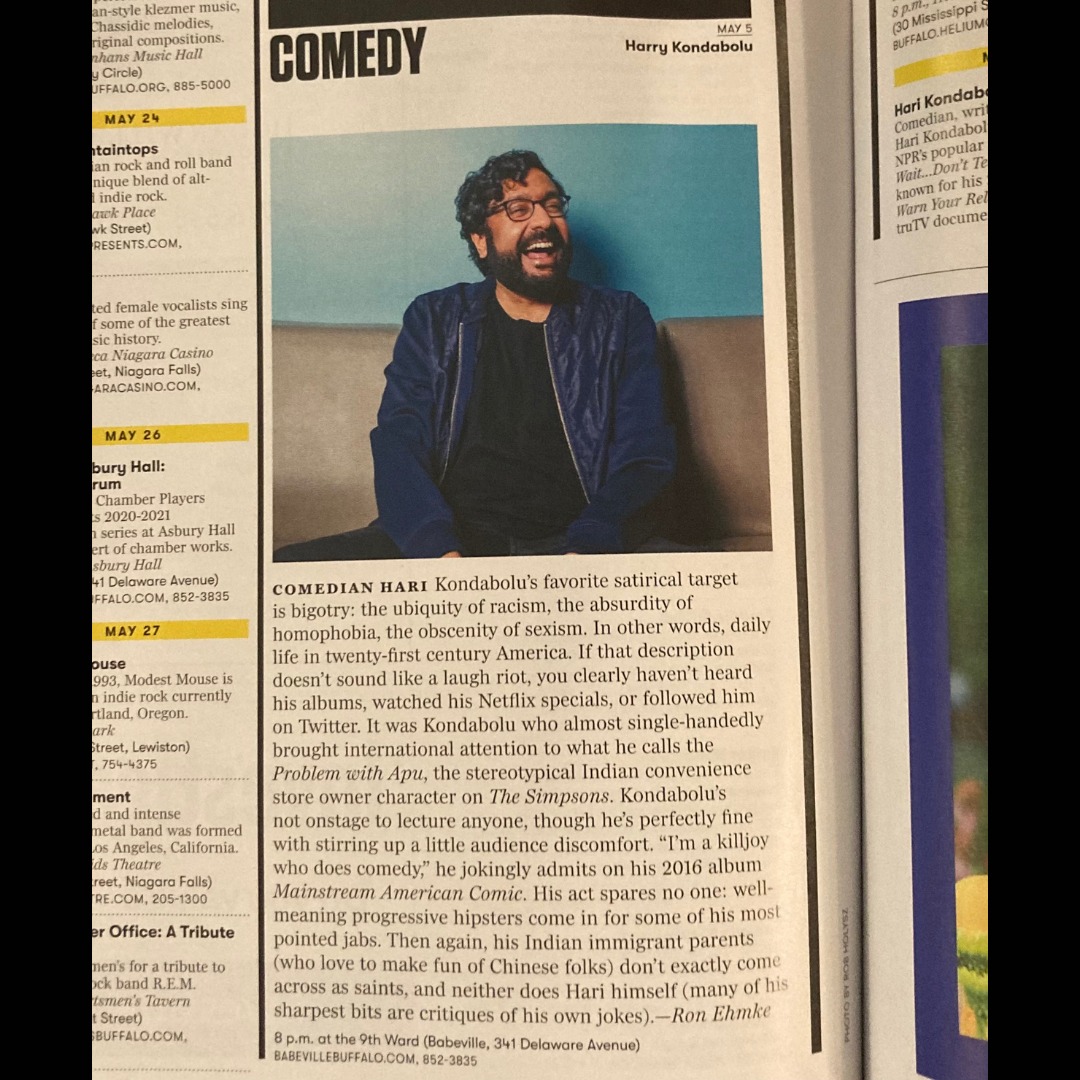 an-style klezmer music,
Chassidic melodies,
riginal compositions.
nhans Music Hall
y Circle)
UFFALO.ORG, 885-5000
MAY 24
ntaintops
ian rock and roll band
nique blend of alt-
l indie rock.
awk Place
wk Street)
RESENTS.COM,
ted female vocalists sing
f some of the greatest
sic history.
ca Niagara Casino
eet, Niagara Falls)
ARACASINO.COM,
MAY 26
bury Hall:
rum
Chamber Players
s 2020-2021
n series at Asbury Hall
ert of chamber works.
sbury Hall
41 Delaware Avenue)
FFALO.COM, 852-3835
MAY 27
ouse
993, Modest Mouse is
n indie rock currently
rtland, Oregon.
ark
Street, Lewiston)
, 754-4375
ment
d and intense
metal band was formed
os Angeles, California.
ds Theatre
reet, Niagara Falls)
RE.COM, 205-1300
er Office: A Tribute
men's for a tribute to
ock band R.E.M.
tsmen's Tavern
t Street)
SBUFFALO.COM,
COMEDY
MAY 5
Harry Kondabolu
COMEDIAN HARI Kondabolu's favorite satirical target
is bigotry: the ubiquity of racism, the absurdity of
homophobia, the obscenity of sexism. In other words, daily
life in twenty-first century America. If that description
doesn't sound like a laugh riot, you clearly haven't heard
his albums, watched his Netflix specials, or followed him
on Twitter. It was Kondabolu who almost single-handedly
brought international attention to what he calls the
Problem with Apu, the stereotypical Indian convenience
store owner character on The Simpsons. Kondabolu's
not onstage to lecture anyone, though he's perfectly fine
with stirring up a little audience discomfort. “I'm a killjoy
who does comedy,” he jokingly admits on his 2016 album
Mainstream American Comic. His act spares no one: well-
meaning progressive hipsters come in for some of his most
pointed jabs. Then again, his Indian immigrant parents
(who love to make fun of Chinese folks) don't exactly come
across as saints, and neither does Hari himself (many of his
sharpest bits are critiques of his own jokes).—Ron Ehmke
8 p.m. at the 9th Ward (Babeville, 341 Delaware Avenue)
BABEVILLEBUFFALO.COM, 852-3835
PHOTO BY ROB HOLYSZ
8 p.m.,
(30 Mississippi S
BUFFALO.HELIUM
Hari Kondab
Comedian, wri
Hari Kondabol
NPR's popular
Wait...Don't Te
known for his
Warn Your Rel
truTV docume